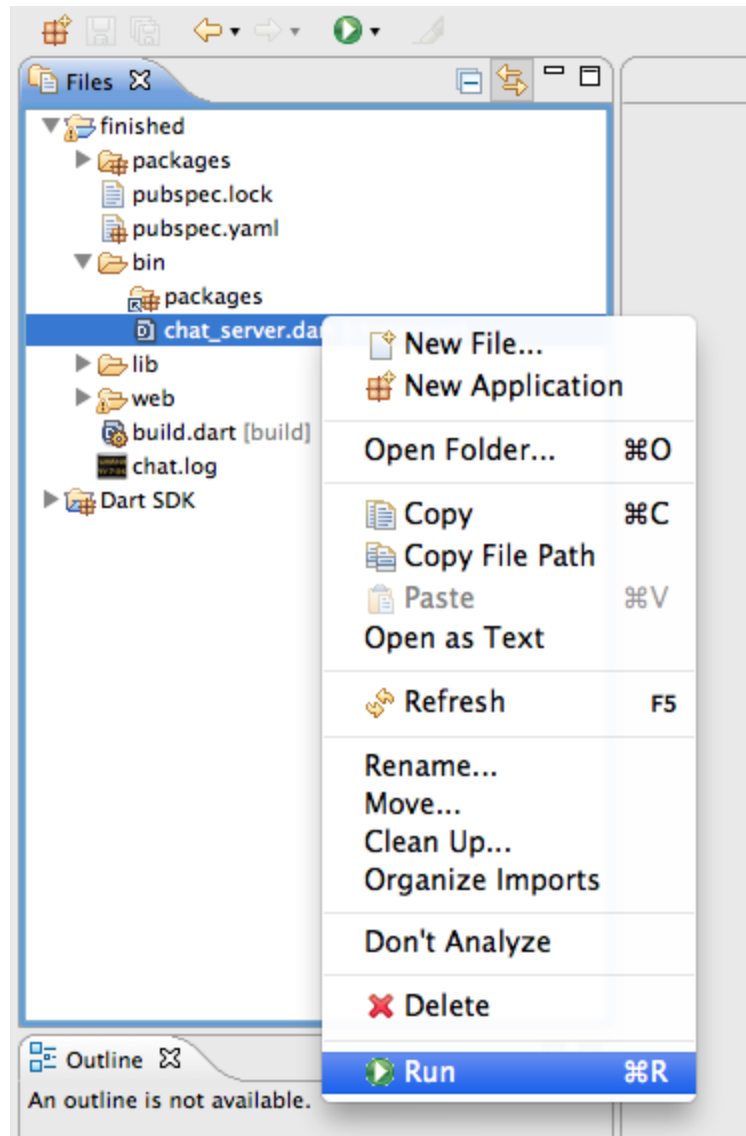 Files
finished
packages
pubspec.lock
pubspec.yaml
bin
packages
chat_server.dart
lib
web
build.dart [build]
chat.log
Dart SDK
New File...
New Application
Open Folder... ⌘O
Copy ⌘C
Copy File Path
Paste ⌘V
Open as Text
Refresh F5
Rename...
Move...
Clean Up...
Organize Imports
Don't Analyze
Delete
Run ⌘R
Outline
An outline is not available.